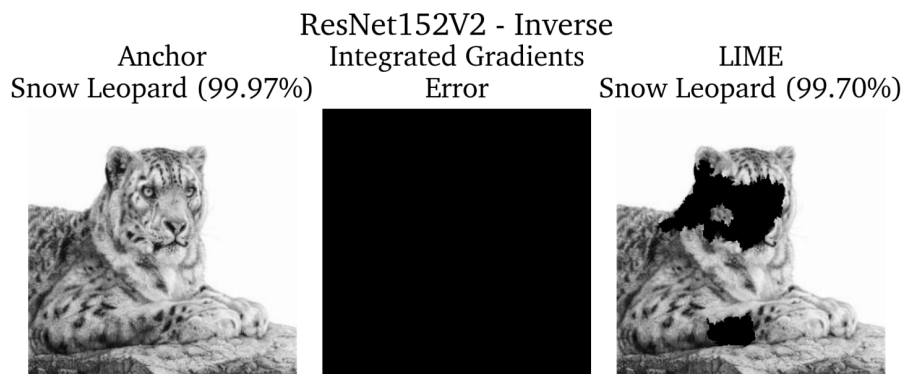 ResNet152V2 - Inverse
Anchor
Snow Leopard (99.97%)
Integrated Gradients
Error
LIME
Snow Leopard (99.70%)